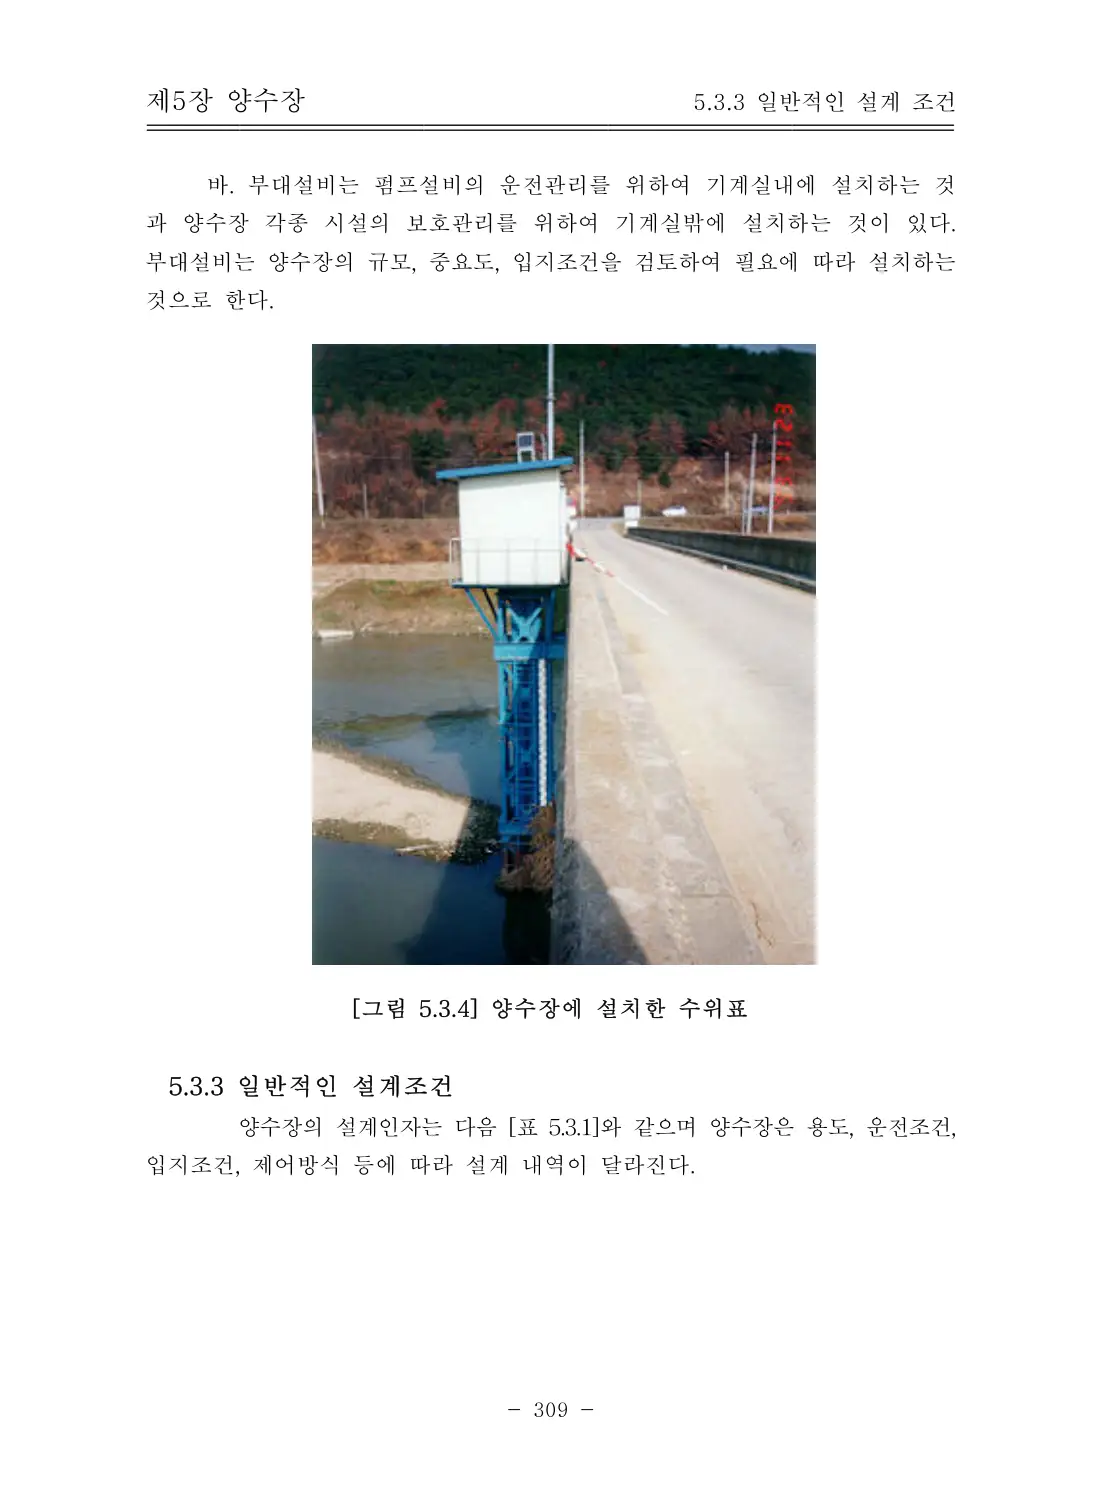 제5장 양수장
5.3.3 일반적인 설계 조건
바. 부대설비는 펌프설비의 운전관리를 위하여 기계실내에 설치하는 것
과 양수장 각종 시설의 보호관리를 위하여 기계실밖에 설치하는 것이 있다.
부대설비는 양수장의 규모, 중요도, 입지조건을 검토하여 필요에 따라 설치하는
것으로 한다.
[그림 5.3.4] 양수장에 설치한 수위표
5.3.3 일반적인 설계조건
양수장의 설계인자는 다음 [표 5.3.1]와 같으며 양수장은 용도, 운전조건,
입지조건, 제어방식 등에 따라 설계 내역이 달라진다.
- 309 -